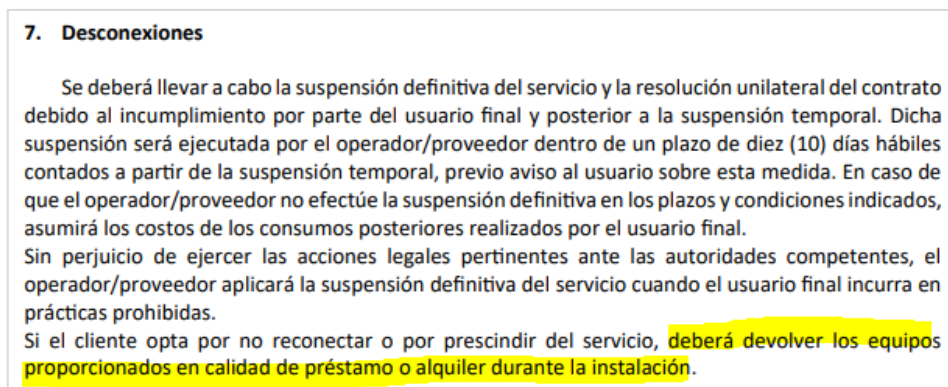 7. Desconexiones
Se deberá llevar a cabo la suspensión definitiva del servicio y la resolución unilateral del contrato
debido al incumplimiento por parte del usuario final y posterior a la suspensión temporal. Dicha
suspensión será ejecutada por el operador/proveedor dentro de un plazo de diez (10) días hábiles
contados a partir de la suspensión temporal, previo aviso al usuario sobre esta medida. En caso de
que el operador/proveedor no efectúe la suspensión definitiva en los plazos y condiciones indicados,
asumirá los costos de los consumos posteriores realizados por el usuario final.
Sin perjuicio de ejercer las acciones legales pertinentes ante las autoridades competentes, el
operador/proveedor aplicará la suspensión definitiva del servicio cuando el usuario final incurra en
prácticas prohibidas.
Si el cliente opta por no reconectar o por prescindir del servicio, deberá devolver los equipos
proporcionados en calidad de préstamo o alquiler durante la instalación.